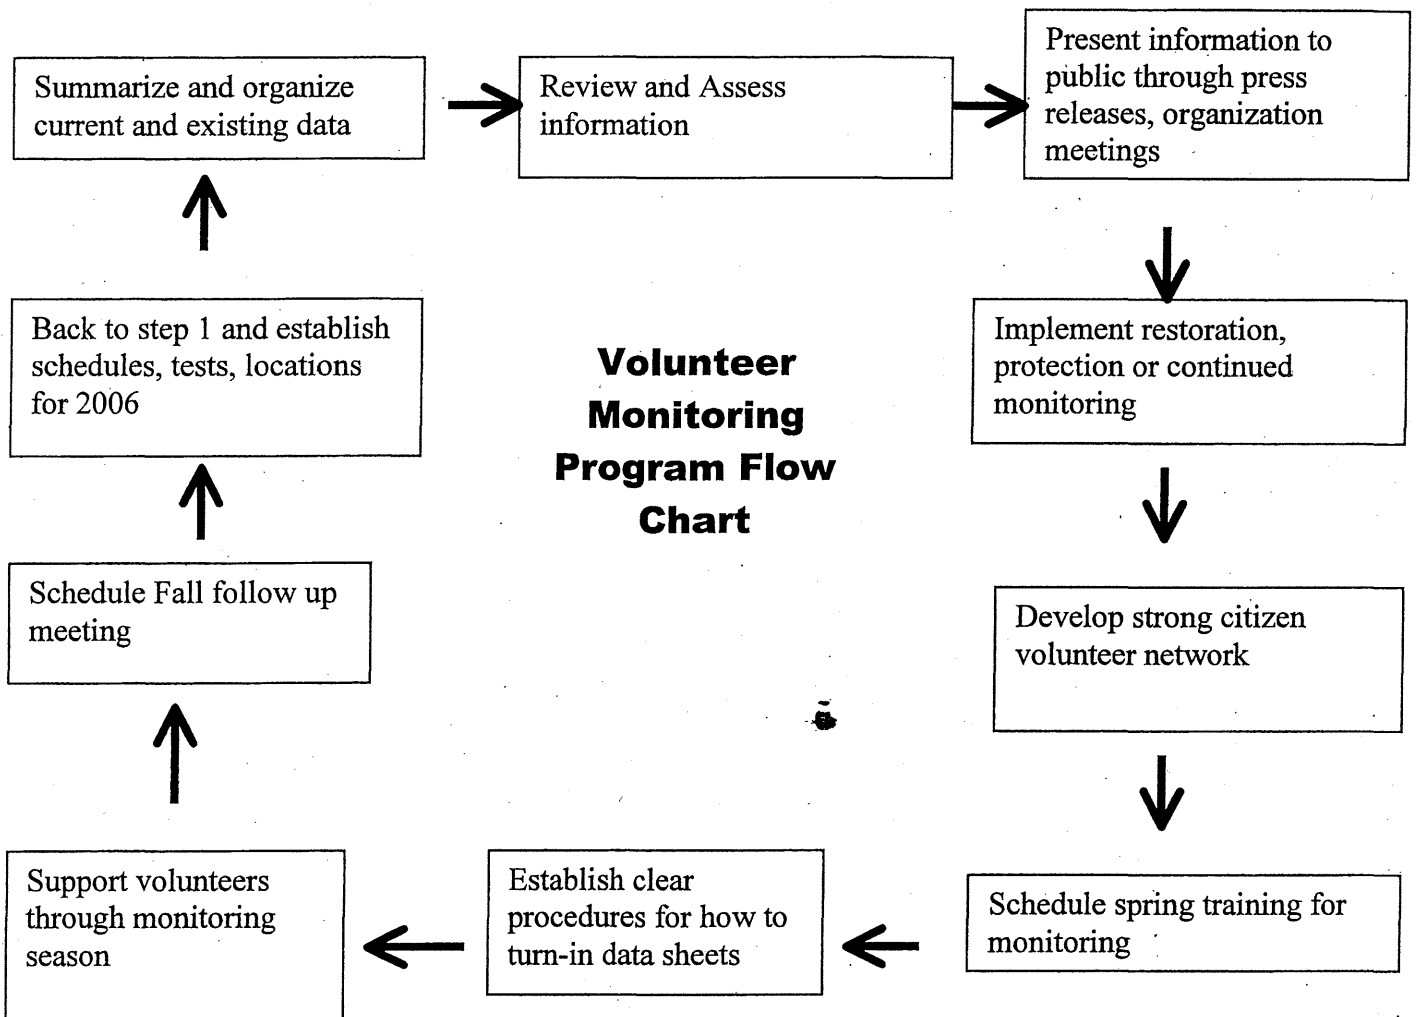 Summarize and organize
current and existing data
Review and Assess
information
Present information to
public through press
releases, organization
meetings
Implement restoration,
protection or continued
monitoring
Develop strong citizen
volunteer network
Schedule spring training for
monitoring
Establish clear
procedures for how to
turn-in data sheets
Support volunteers
through monitoring
season
Schedule Fall follow up
meeting
Back to step 1 and establish
schedules, tests, locations
for 2006
Volunteer
Monitoring
Program Flow
Chart